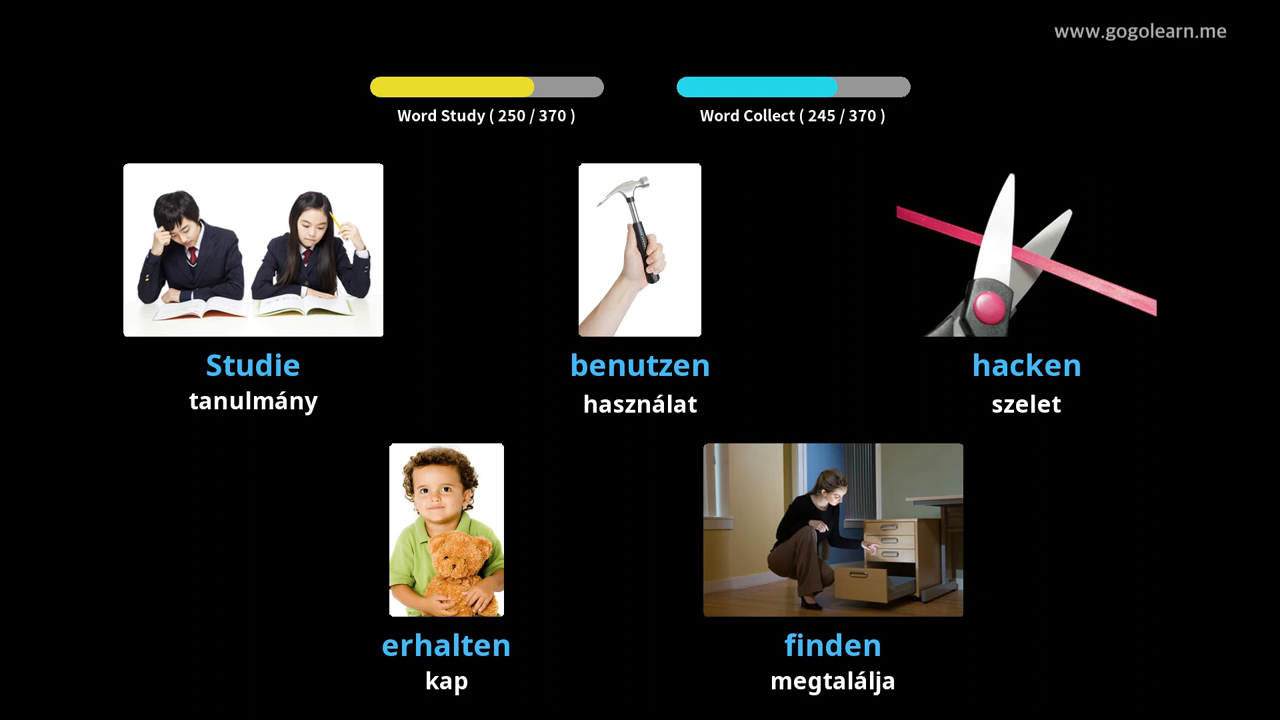 www.gogolearn.me
Word Study ( 250 / 370 )
Word Collect ( 245 / 370 )
Studie
tanulmány
benutzen
használat
hacken
szelet
erhalten
kap
finden
megtalálja